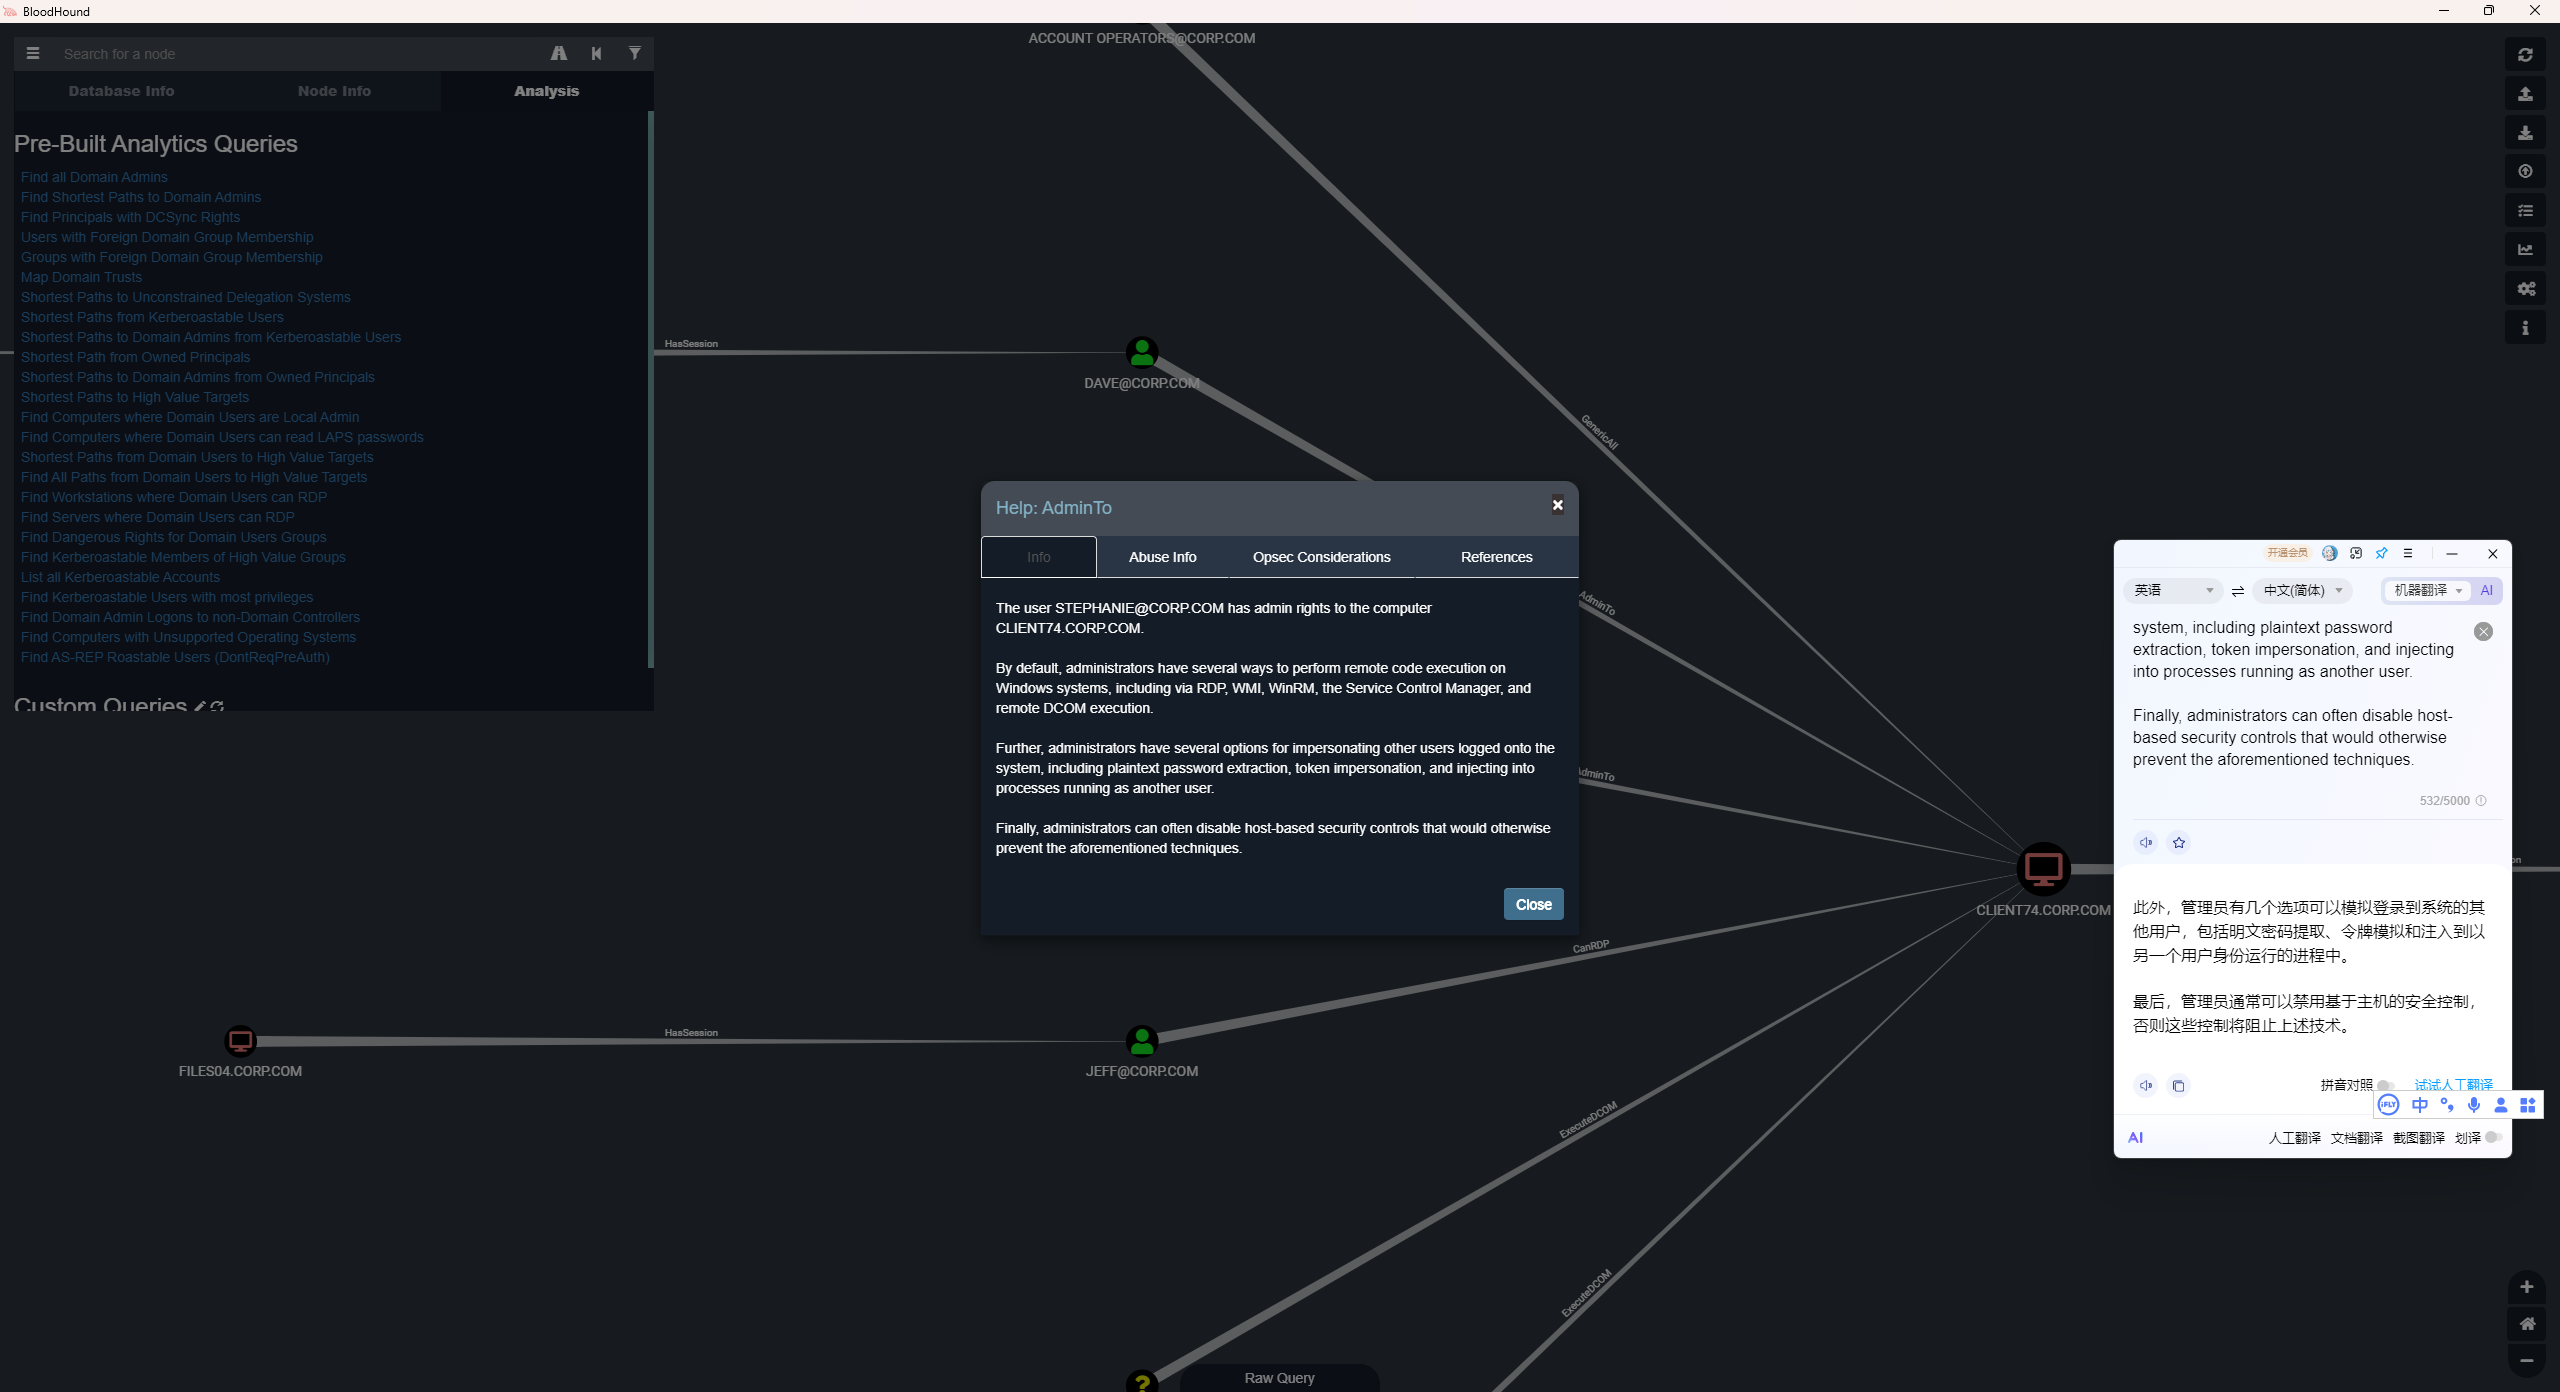 BloodHound
Search for a node
Database Info
Node Info
Analysis
Pre-Built Analytics Queries
Find all Domain Admins
Find Shortest Paths to Domain Admins
Find Principals with DCSync Rights
Users with Foreign Domain Group Membership
Groups with Foreign Domain Group Membership
Map Domain Trusts
Shortest Paths to Unconstrained Delegation Systems
Shortest Paths from Kerberoastable Users
Shortest Paths to Domain Admins from Kerberoastable Users
Shortest Path from Owned Principals
Shortest Paths to Domain Admins from Owned Principals
Shortest Paths to High Value Targets
Find Computers where Domain Users are Local Admin
Find Computers where Domain Users can read LAPS passwords
Shortest Paths from Domain Users to High Value Targets
Find All Paths from Domain Users to High Value Targets
Find Workstations where Domain Users can RDP
Find Servers where Domain Users can RDP
Find Dangerous Rights for Domain Users Groups
Find Kerberoastable Members of High Value Groups
List all Kerberoastable Accounts
Find Kerberoastable Users with most privileges
Find Domain Admin Logons to non-Domain Controllers
Find Computers with Unsupported Operating Systems
Find AS-REP Roastable Users (DontReqPreAuth)
Custom Queries
ACCOUNT OPERATORS@CORP.COM
HasSession
DAVE@CORP.COM
GenericAll
AdminTo
AdminTo
CanRDP
CLIENT74.CORP.COM
HasSession
FILES04.CORP.COM
JEFF@CORP.COM
ExecuteDCOM
ExecuteDCOM
?
Raw Query
Help: AdminTo
Info
Abuse Info
Opsec Considerations
References
The user STEPHANIE@CORP.COM has admin rights to the computer
CLIENT74.CORP.COM.
By default, administrators have several ways to perform remote code execution on
Windows systems, including via RDP, WMI, WinRM, the Service Control Manager, and
remote DCOM execution.
Further, administrators have several options for impersonating other users logged onto the
system, including plaintext password extraction, token impersonation, and injecting into
processes running as another user.
Finally, administrators can often disable host-based security controls that would otherwise
prevent the aforementioned techniques.
Close
开通会员
英语
中文(简体)
机器翻译
AI
system, including plaintext password
extraction, token impersonation, and injecting
into processes running as another user.
Finally, administrators can often disable host-
based security controls that would otherwise
prevent the aforementioned techniques.
532/5000
on
此外，管理员有几个选项可以模拟登录到系统的其
他用户，包括明文密码提取、令牌模拟和注入到以
另一个用户身份运行的进程中。
最后，管理员通常可以禁用基于主机的安全控制，
否则这些控制将阻止上述技术。
拼音对照
试试人工翻译
iFLY
中
AI
人工翻译 文档翻译 截图翻译 划译